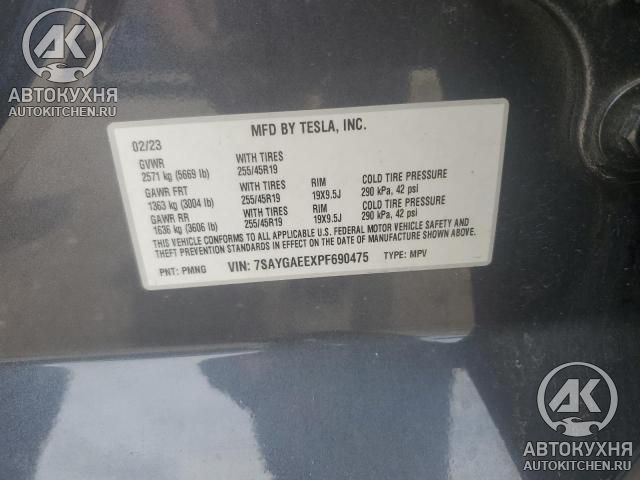 AK
АВТОКУХНЯ
AUTOKITCHEN.RU
MFD BY TESLA, INC.
02/23
GVWR WITH TIRES
2571 kg (5669 lb) 255/45R19
GAWR FRT WITH TIRES RIM COLD TIRE PRESSURE
1363 kg (3004 lb) 255/45R19 19X9.5J 290 kPa, 42 psi
GAWR RR WITH TIRES RIM COLD TIRE PRESSURE
1636 kg (3606 lb) 255/45R19 19X9.5J 290 kPa, 42 psi
THIS VEHICLE CONFORMS TO ALL APPLICABLE U.S. FEDERAL MOTOR VEHICLE SAFETY AND
THEFT PREVENTION STANDARDS IN EFFECT ON THE DATE OF MANUFACTURE SHOWN ABOVE.
PNT: PMNG VIN: 7SAYGAEEXPF690475 TYPE: MPV
AK
АВТОКУХНЯ
AUTOKITCHEN.RU